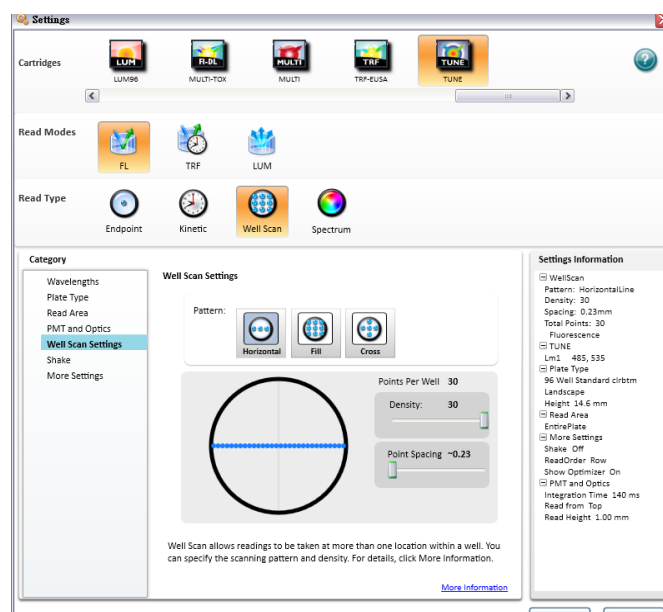 Settings
Cartridges
LUM
FI-DL
MULTI
TRF
TUNE
LUM96
MULTI-TOX
MULTI
TRF-EUSA
TUNE
Read Modes
FL
TRF
LUM
Read Type
Endpoint
Kinetic
Well Scan
Spectrum
Category
Wavelengths
Plate Type
Read Area
PMT and Optics
Well Scan Settings
Shake
More Settings
Well Scan Settings
Pattern:
Horizontal
Fill
Cross
Points Per Well 30
Density: 30
Point Spacing ~0.23
Well Scan allows readings to be taken at more than one location within a well. You
can specify the scanning pattern and density. For details, click More Information.
More Information
Settings Information
WellScan
Pattern: HorizontalLine
Density: 30
Spacing: 0.23mm
Total Points: 30
Fluorescence
TUNE
Lm1 485, 535
Plate Type
96 Well Standard clrbtm
Landscape
Height 14.6 mm
Read Area
EntirePlate
More Settings
Shake Off
ReadOrder Row
Show Optimizer On
PMT and Optics
Integration Time 140 ms
Read from Top
Read Height 1.00 mm